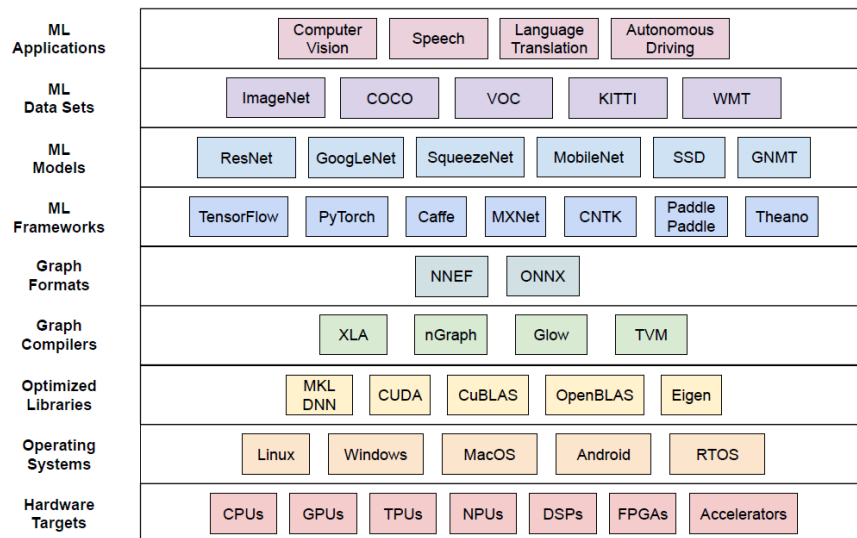 ML
Applications
Computer
Vision
Speech
Language
Translation
Autonomous
Driving
ML
Data Sets
ImageNet
COCO
VOC
KITTI
WMT
ML
Models
ResNet
GoogLeNet
SqueezeNet
MobileNet
SSD
GNMT
ML
Frameworks
TensorFlow
PyTorch
Caffe
MXNet
CNTK
Paddle
Paddle
Theano
Graph
Formats
NNEF
ONNX
Graph
Compilers
XLA
nGraph
Glow
TVM
Optimized
Libraries
MKL
DNN
CUDA
CuBLAS
OpenBLAS
Eigen
Operating
Systems
Linux
Windows
MacOS
Android
RTOS
Hardware
Targets
CPUs
GPUs
TPUs
NPUs
DSPs
FPGAs
Accelerators